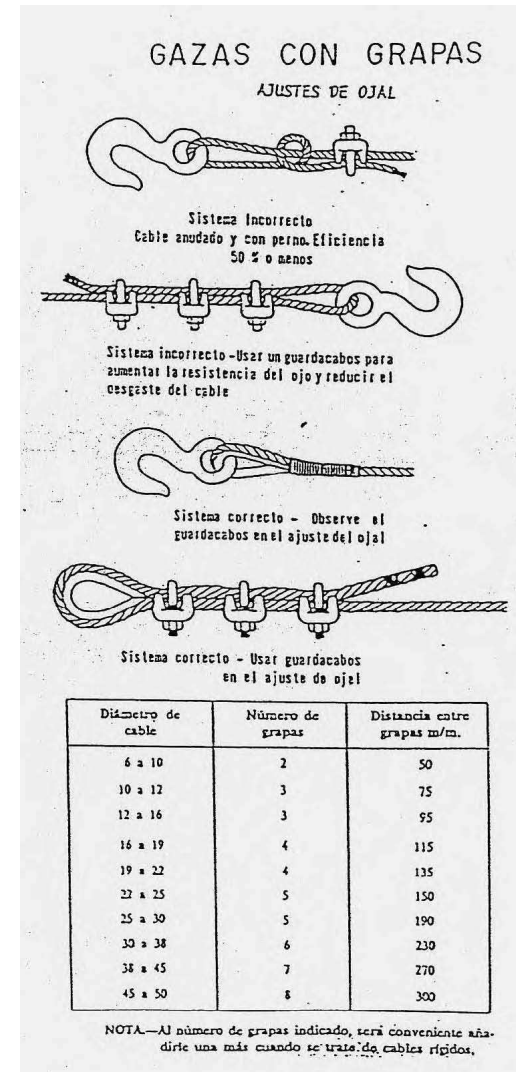 GAZAS CON GRAPAS
AJUSTES DE OJAL
Sistema Incorrecto
Cable anudado y con perno. Eficiencia
50 % o menos
Sistema incorrecto - Usar un guardacabos para
aumentar la resistencia del ojo y reducir el
desgaste del cable
Sistema correcto - Observe el
guardacabos en el ajuste del ojal
Sistema correcto - Usar guardacabos
en el ajuste de ojal
Diámetro de cable | Número de grapas | Distancia entre grapas m/m.
6 a 10 | 2 | 50
10 a 12 | 3 | 75
12 a 16 | 3 | 95
16 a 19 | 4 | 115
19 a 22 | 4 | 135
22 a 25 | 5 | 150
25 a 30 | 5 | 190
30 a 38 | 6 | 230
38 a 45 | 7 | 270
45 a 50 | 8 | 300
NOTA.—Al número de grapas indicado, será conveniente aña-
dirle una más cuando se trate de cables rígidos.